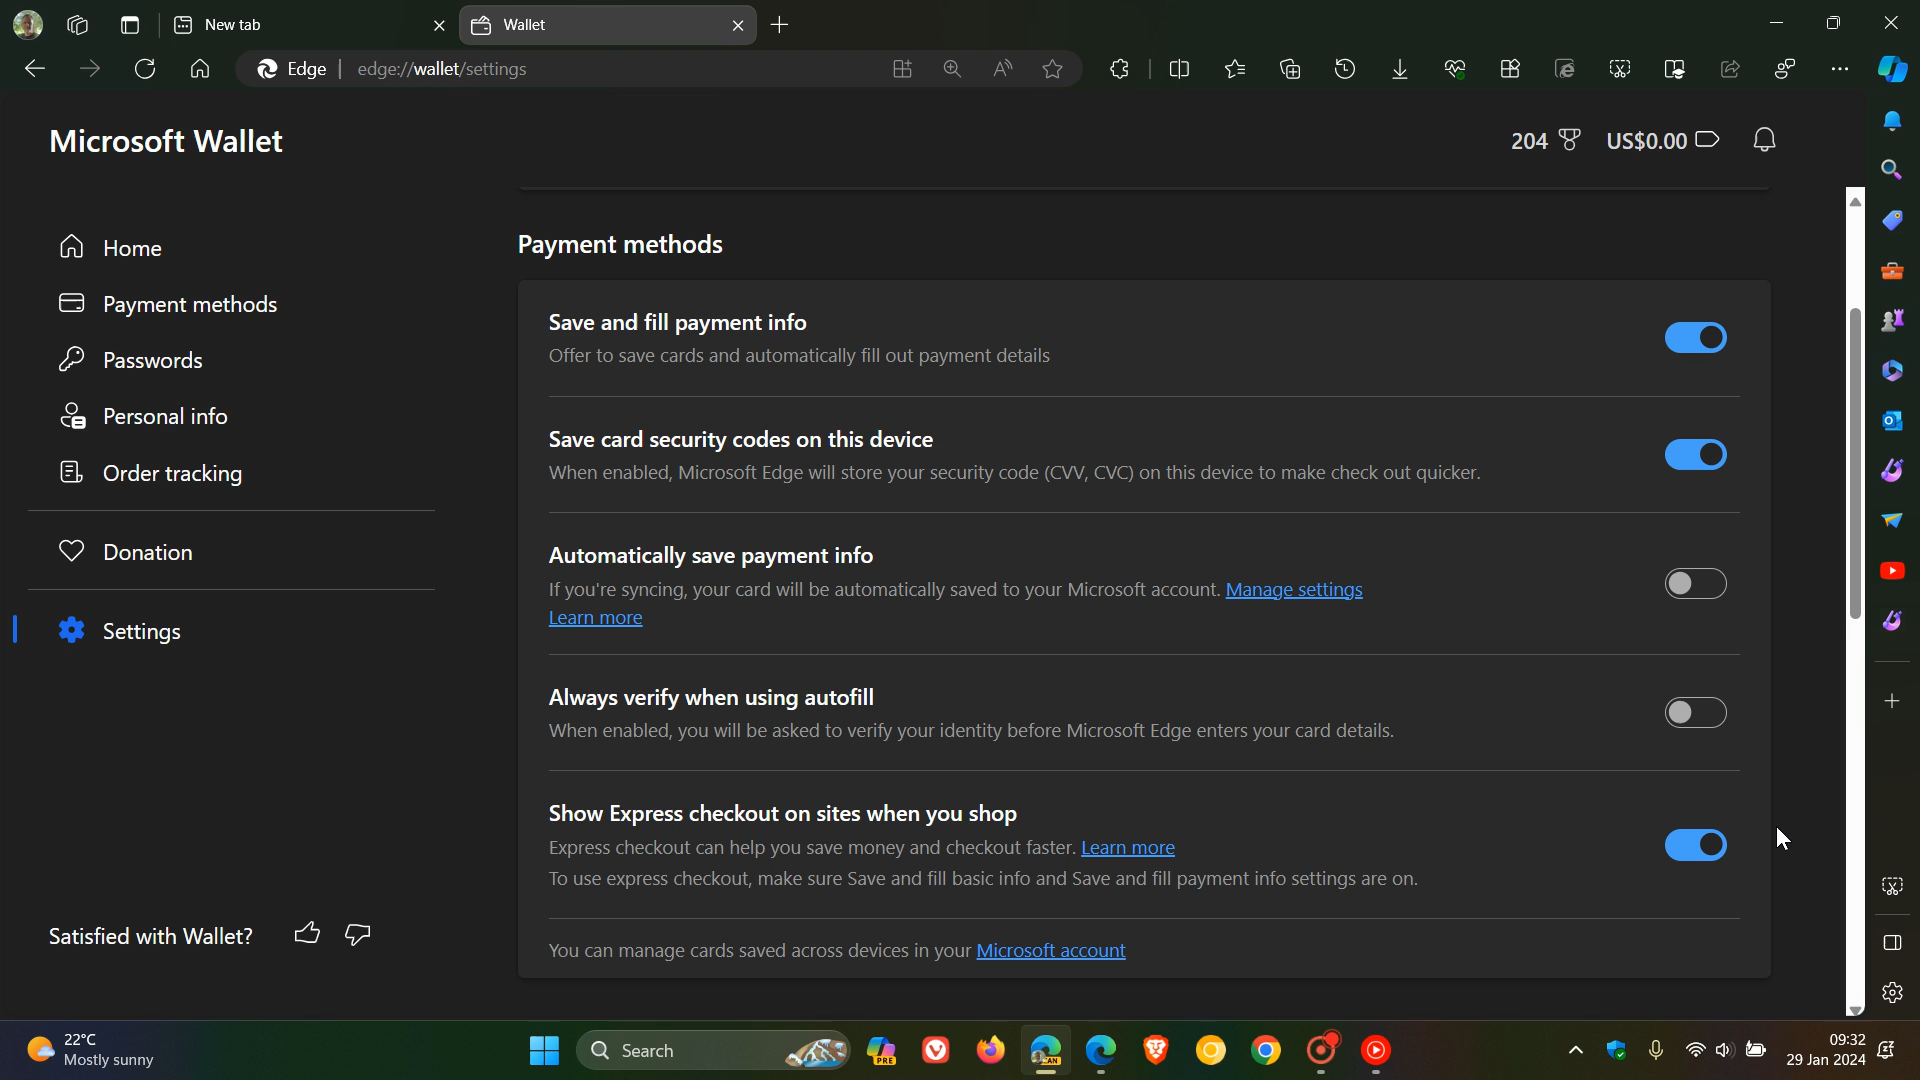 New tab
Wallet
Edge
edge://wallet/settings
Microsoft Wallet
204
US$0.00
Home
Payment methods
Passwords
Personal info
Order tracking
Donation
Settings
Satisfied with Wallet?
Payment methods
Save and fill payment info
Offer to save cards and automatically fill out payment details
Save card security codes on this device
When enabled, Microsoft Edge will store your security code (CVV, CVC) on this device to make check out quicker.
Automatically save payment info
If you're syncing, your card will be automatically saved to your Microsoft account. Manage settings
Learn more
Always verify when using autofill
When enabled, you will be asked to verify your identity before Microsoft Edge enters your card details.
Show Express checkout on sites when you shop
Express checkout can help you save money and checkout faster. Learn more
To use express checkout, make sure Save and fill basic info and Save and fill payment info settings are on.
You can manage cards saved across devices in your Microsoft account
22°C
Mostly sunny
Search
PRE
CAN
09:32
29 Jan 2024